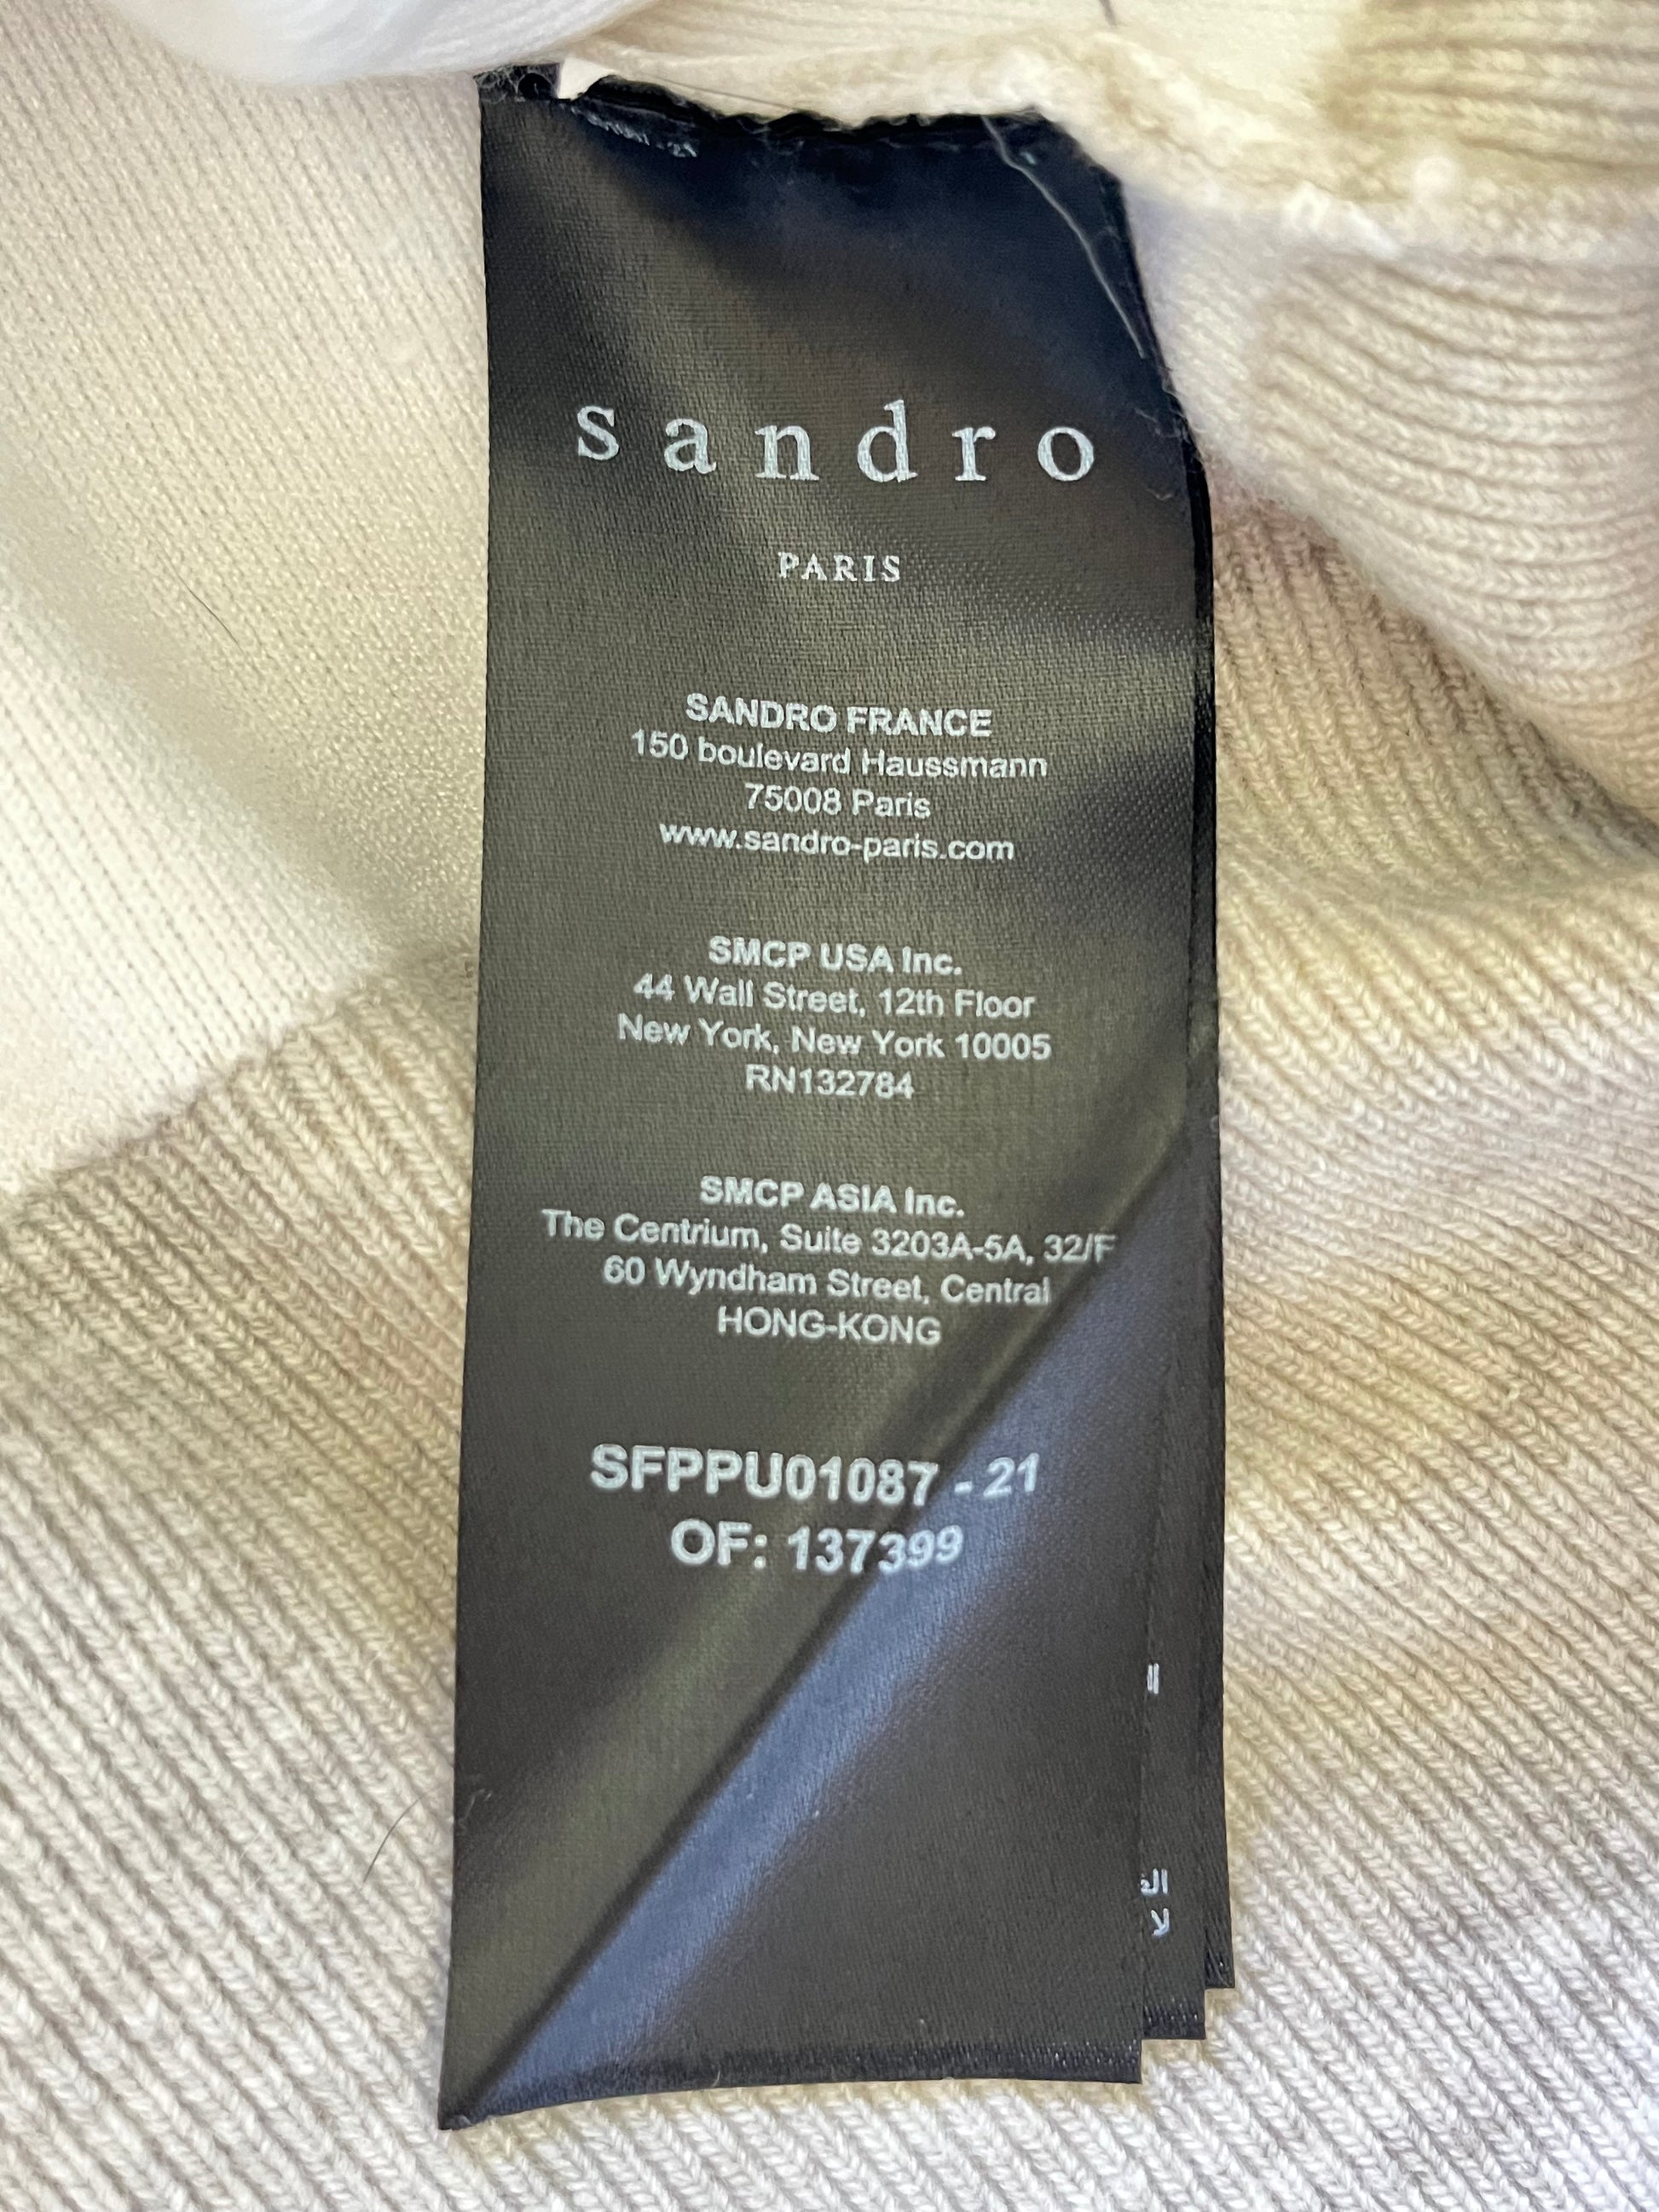 sandro
PARIS
SANDRO FRANCE
150 boulevard Haussmann
75008 Paris
www.sandro-paris.com
SMCP USA Inc.
44 Wall Street, 12th Floor
New York, New York 10005
RN132784
SMCP ASIA Inc.
The Centrium, Suite 3203A-5A, 32/F
60 Wyndham Street, Central
HONG-KONG
SFPPU01087 - 21
OF: 137399